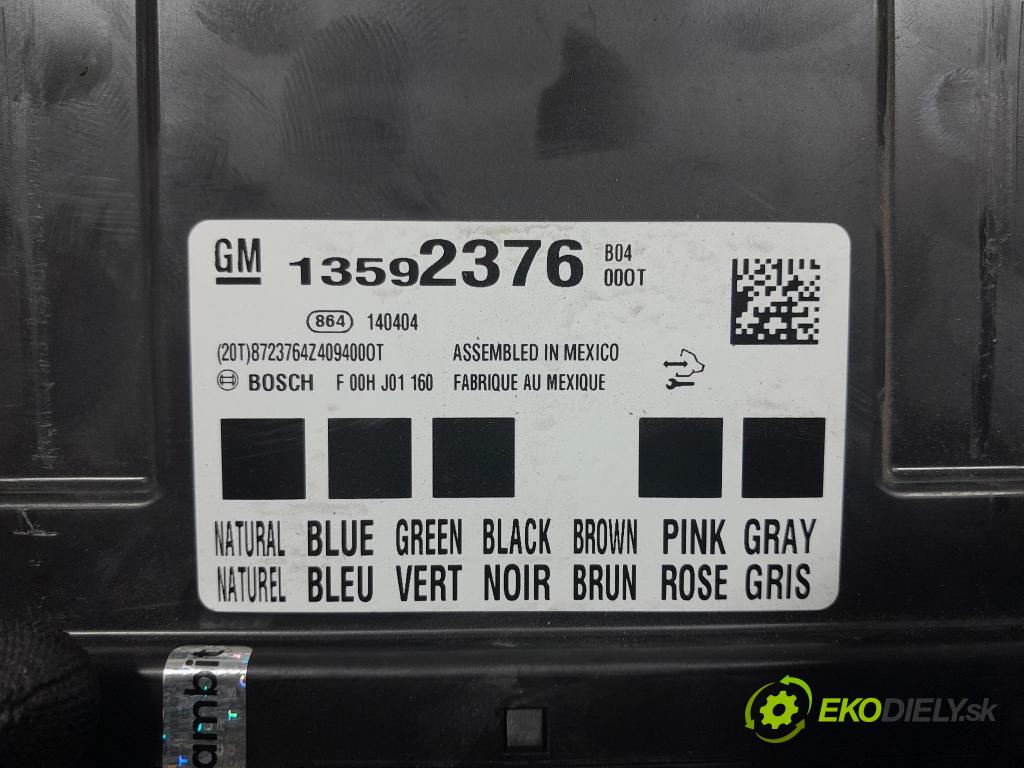 GM 13592376 B04
000T
864 140404
(20T)8723764Z4094000T ASSEMBLED IN MEXICO
BOSCH F 00H J01 160 FABRIQUE AU MEXIQUE
NATURAL BLUE GREEN BLACK BROWN PINK GRAY
NATUREL BLEU VERT NOIR BRUN ROSE GRIS
ambit
EKODIELY.sk